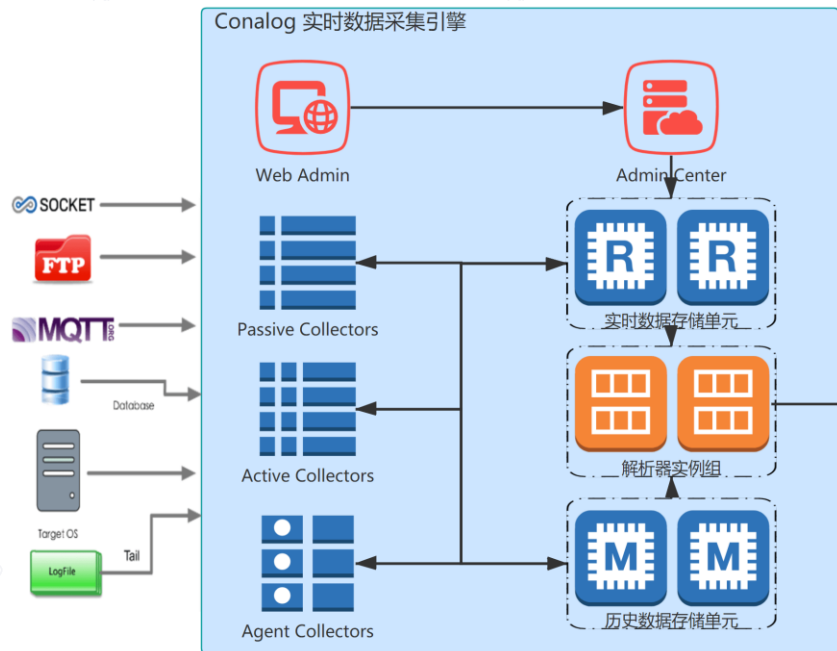 Conalog 实时数据采集引擎
Web Admin
Admin Center
SOCKET
FTP
MQTT.ORG
Database
Target OS
Tail
LogFile
Passive Collectors
Active Collectors
Agent Collectors
R
R
实时数据存储单元
解析器实例组
M
M
历史数据存储单元